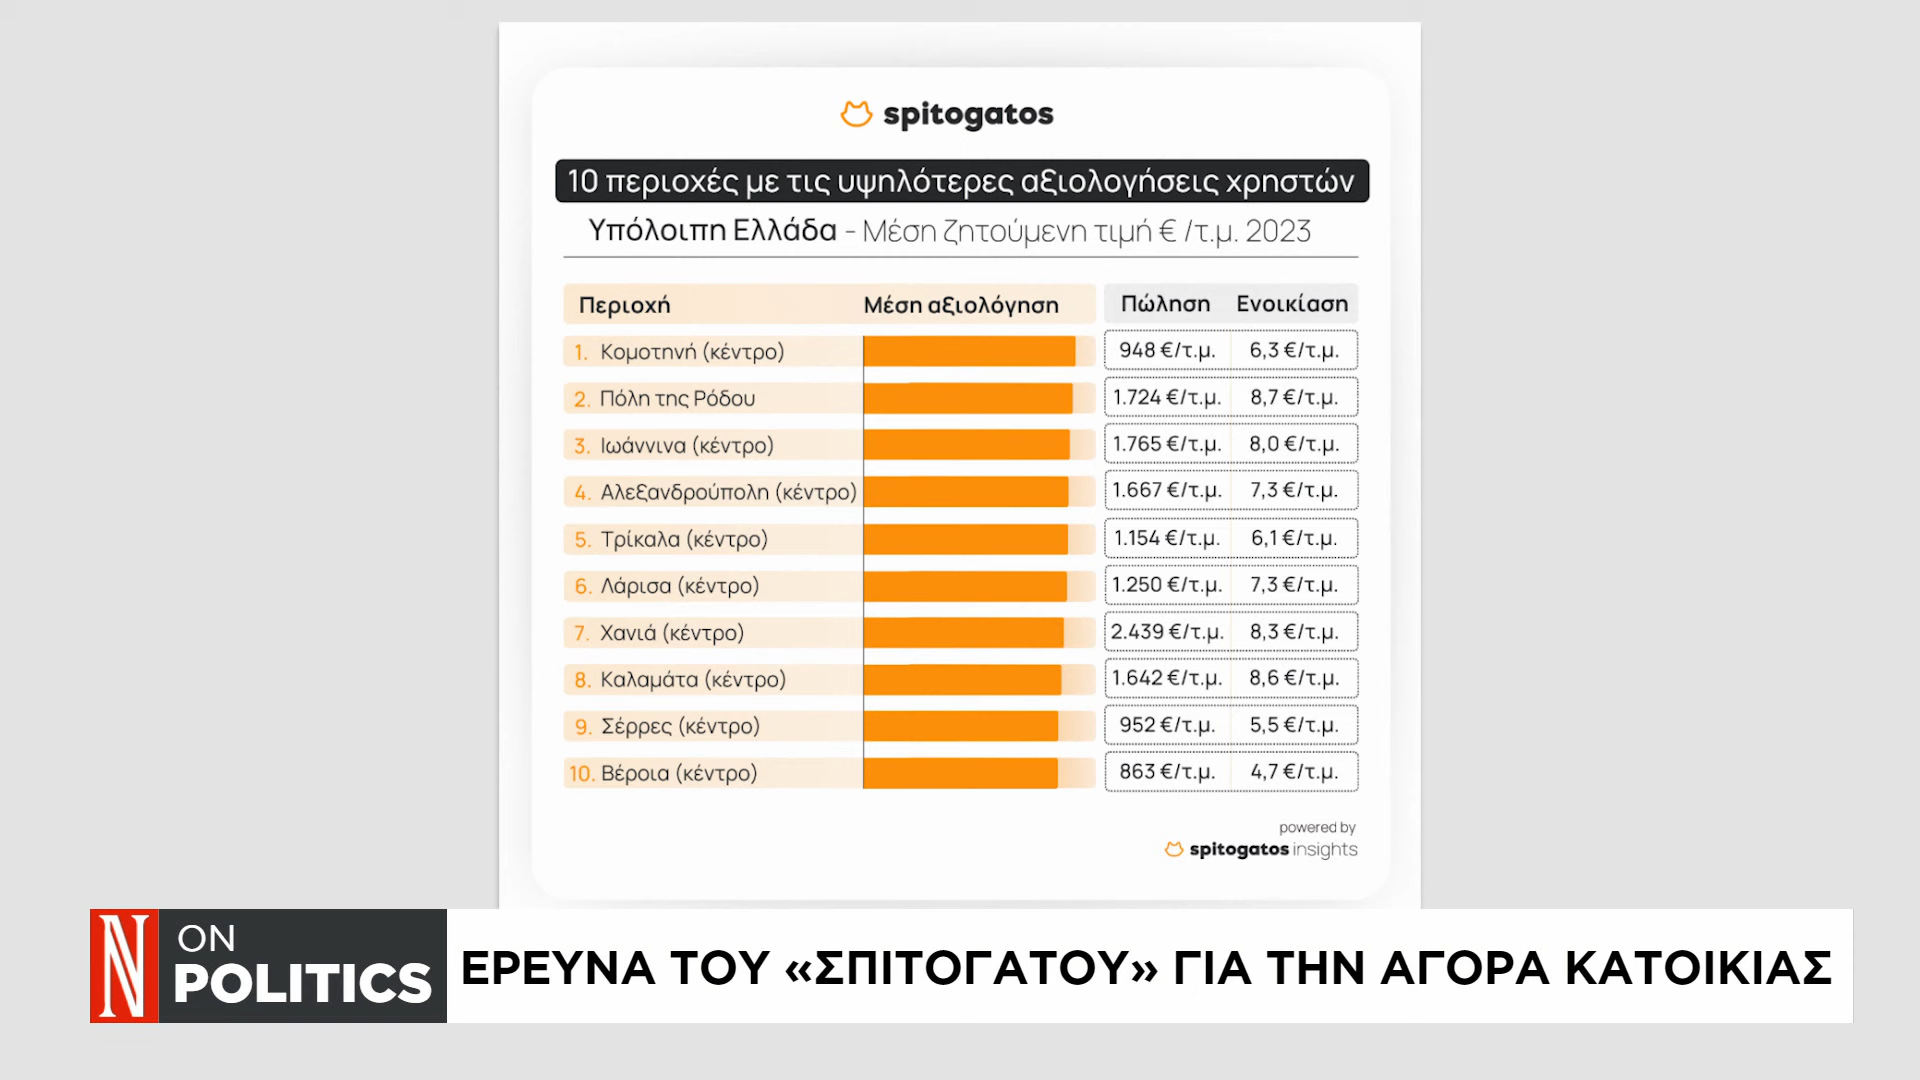 spitogatos
10 περιοχές με τις υψηλότερες αξιολογήσεις χρηστών
Υπόλοιπη Ελλάδα - Μέση ζητούμενη τιμή € /τ.μ. 2023
Περιοχή Μέση αξιολόγηση Πώληση Ενοικίαση
1. Κομοτηνή (κέντρο) 948 €/τ.μ. 6,3 €/τ.μ.
2. Πόλη της Ρόδου 1.724 €/τ.μ. 8,7 €/τ.μ.
3. Ιωάννινα (κέντρο) 1.765 €/τ.μ. 8,0 €/τ.μ.
4. Αλεξανδρούπολη (κέντρο) 1.667 €/τ.μ. 7,3 €/τ.μ.
5. Τρίκαλα (κέντρο) 1.154 €/τ.μ. 6,1 €/τ.μ.
6. Λάρισα (κέντρο) 1.250 €/τ.μ. 7,3 €/τ.μ.
7. Χανιά (κέντρο) 2.439 €/τ.μ. 8,3 €/τ.μ.
8. Καλαμάτα (κέντρο) 1.642 €/τ.μ. 8,6 €/τ.μ.
9. Σέρρες (κέντρο) 952 €/τ.μ. 5,5 €/τ.μ.
10. Βέροια (κέντρο) 863 €/τ.μ. 4,7 €/τ.μ.
powered by
spitogatos insights
N ON
POLITICS
ΕΡΕΥΝΑ ΤΟΥ «ΣΠΙΤΟΓΑΤΟΥ» ΓΙΑ ΤΗΝ ΑΓΟΡΑ ΚΑΤΟΙΚΙΑΣ